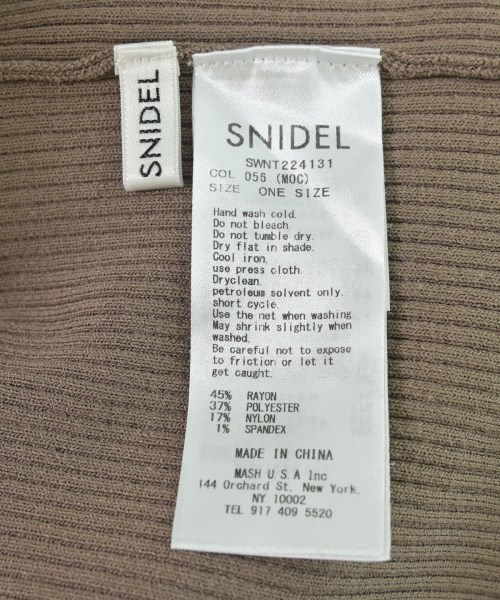 SNIDEL
SNIDEL
SWNT224131
COL 056 (MOC)
SIZE ONE SIZE
Hand wash cold.
Do not bleach.
Do not tumble dry.
Dry flat in shade.
Cool iron.
use press cloth.
Dryclean.
petroleum solvent only.
short cycle.
Use the net when washing
May shrink slightly when
washed.
Be careful not to expose
to friction or let it
get caught.
45% RAYON
37% POLYESTER
17% NYLON
1% SPANDEX
MADE IN CHINA
MASH U.S.A Inc
144 Orchard St. New York,
NY 10002
TEL 917 409 5520